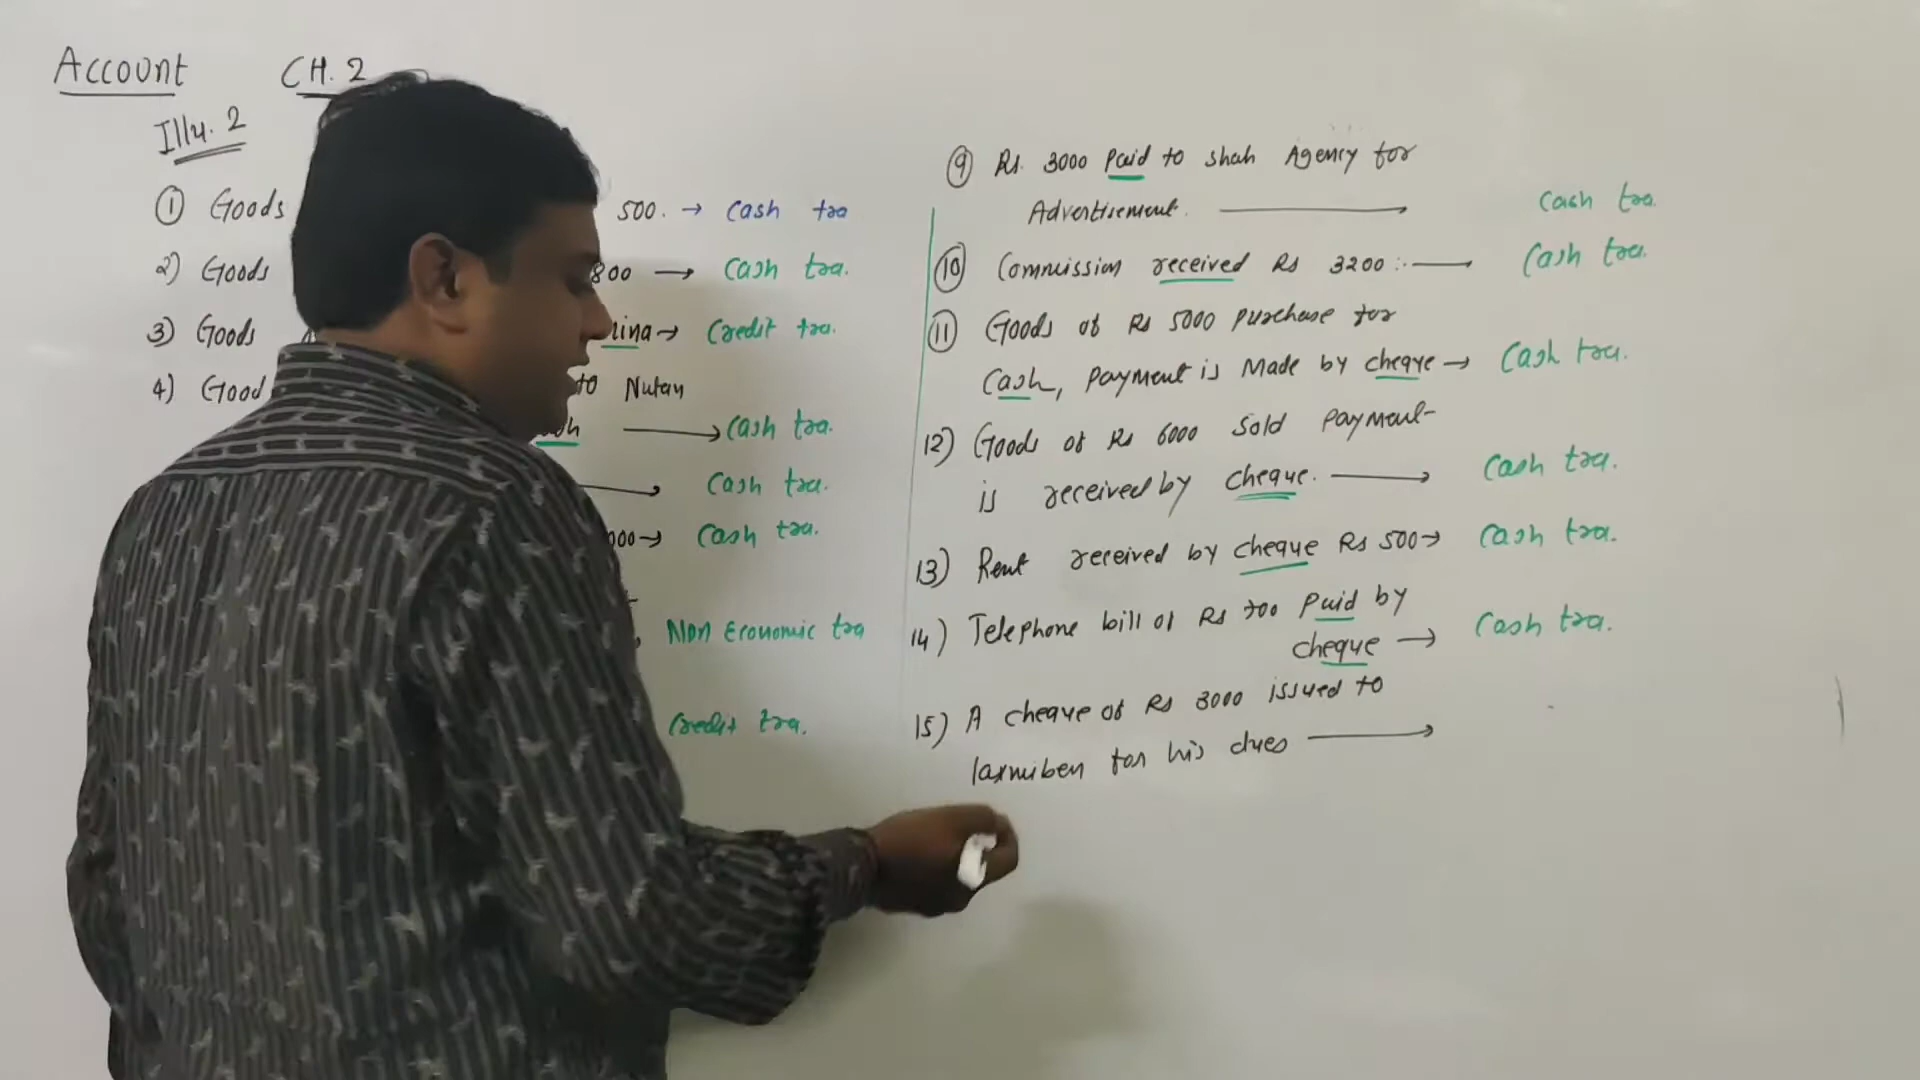 Account CH. 2
Illu. 2
① Goods 500. → Cash tra
2) Goods 800 → Cash tra.
3) Goods rina → Credit tra.
4) Good to Nutan
→ Cash tra.
→ Cash tra.
000 → Cash tra.
Non Economic tra
Credit tra.
⑨ Rs. 3000 Paid to Shah Agency for
Advertisement. → Cash tra.
⑩ Commission received Rs 3200 :- → Cash tra.
⑪ Goods of Rs 5000 purchase for
Cash, payment is Made by cheque → Cash tra.
12) Goods of Rs 6000 Sold payment
is received by cheque. → Cash tra.
13) Rent received by cheque Rs 500 → Cash tra.
14) Telephone bill of Rs 700 Paid by
cheque → Cash tra.
15) A cheque of Rs 3000 issued to
laxmiben for his dues →